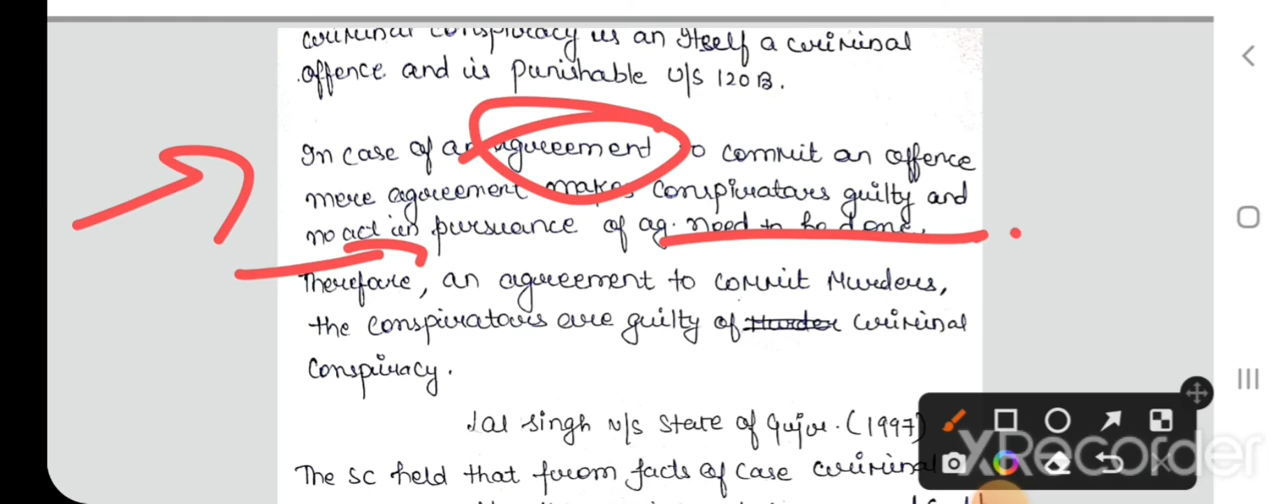 criminal conspiracy is an itself a criminal
offence and is punishable u/s 120B.
In case of an agreement to commit an offence
mere agreement makes conspirators guilty and
no act in pursuance of ag. need to be done.
Therefore, an agreement to commit Murders,
the conspirators are guilty of Murder criminal
conspiracy.
Lal singh v/s State of Gujur. (1997)
XRecorder
The SC held that from facts of case criminal